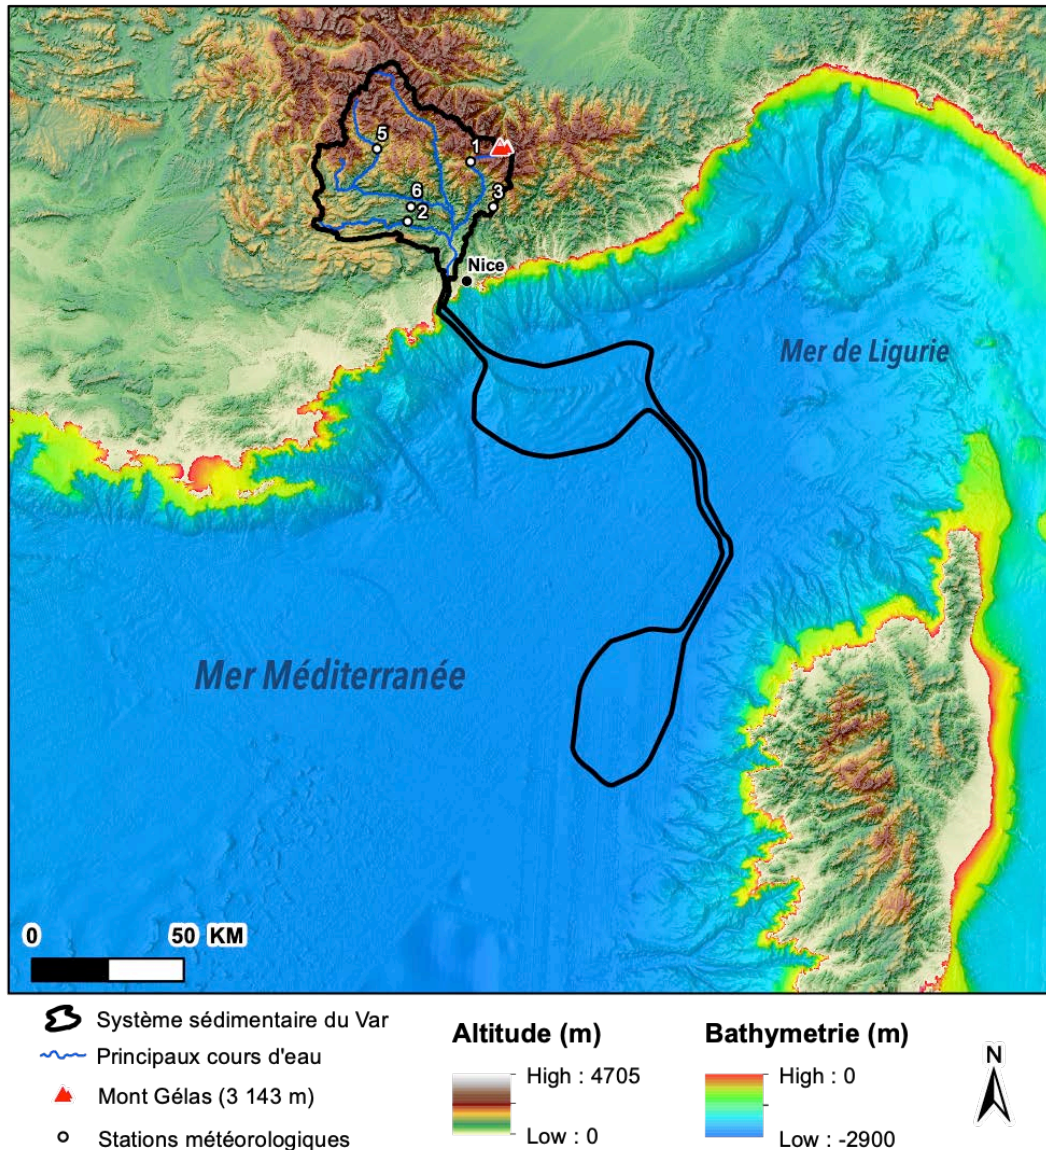 5
1
6
3
2
Nice
Mer de Ligurie
Mer Méditerranée
0 50 KM
Système sédimentaire du Var
Principaux cours d'eau
Mont Gélas (3 143 m)
Stations météorologiques
Altitude (m)
High : 4705
Low : 0
Bathymetrie (m)
High : 0
Low : -2900
N